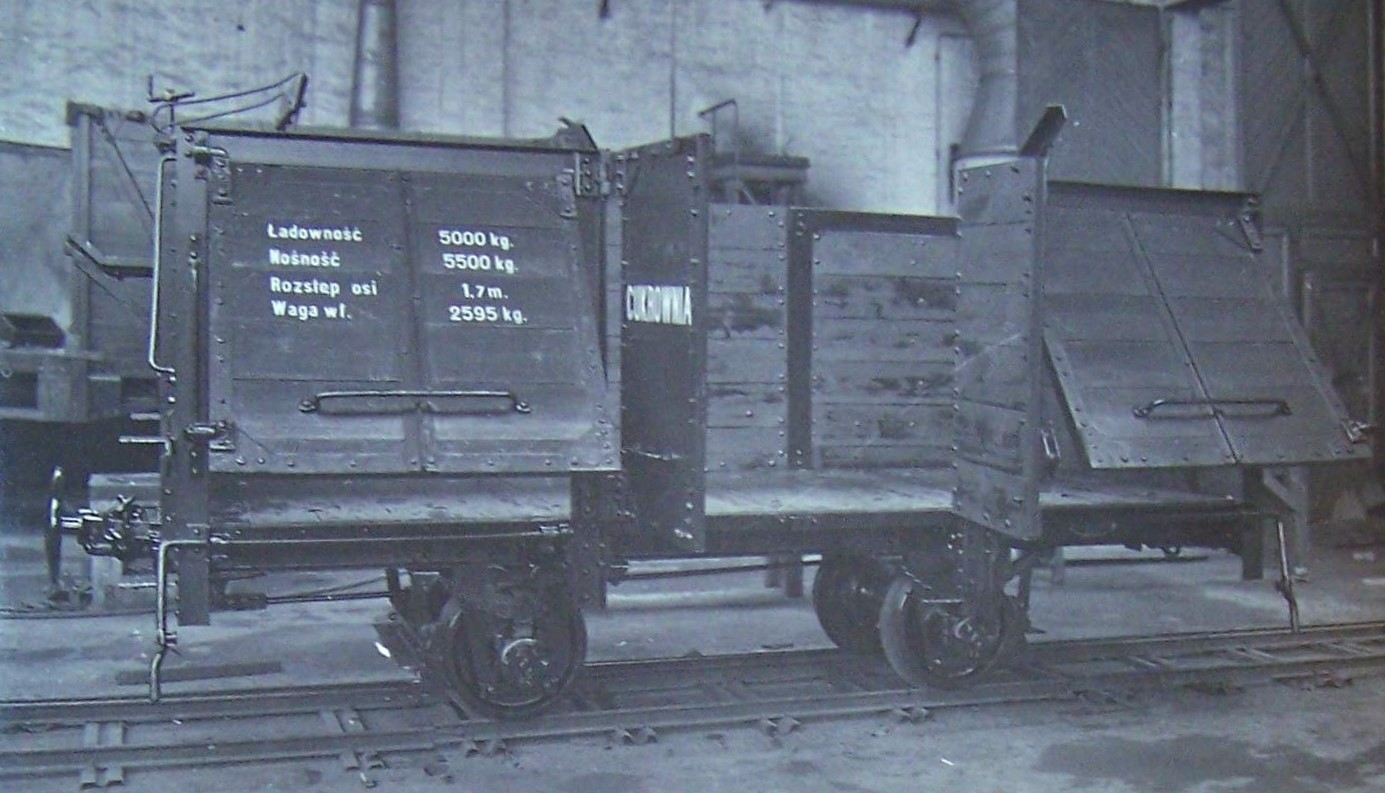 Ładowność 5000 kg.
Nośność 5500 kg.
Rozstęp osi 1,7 m.
Waga wł. 2595 kg.
CUKROWNIA